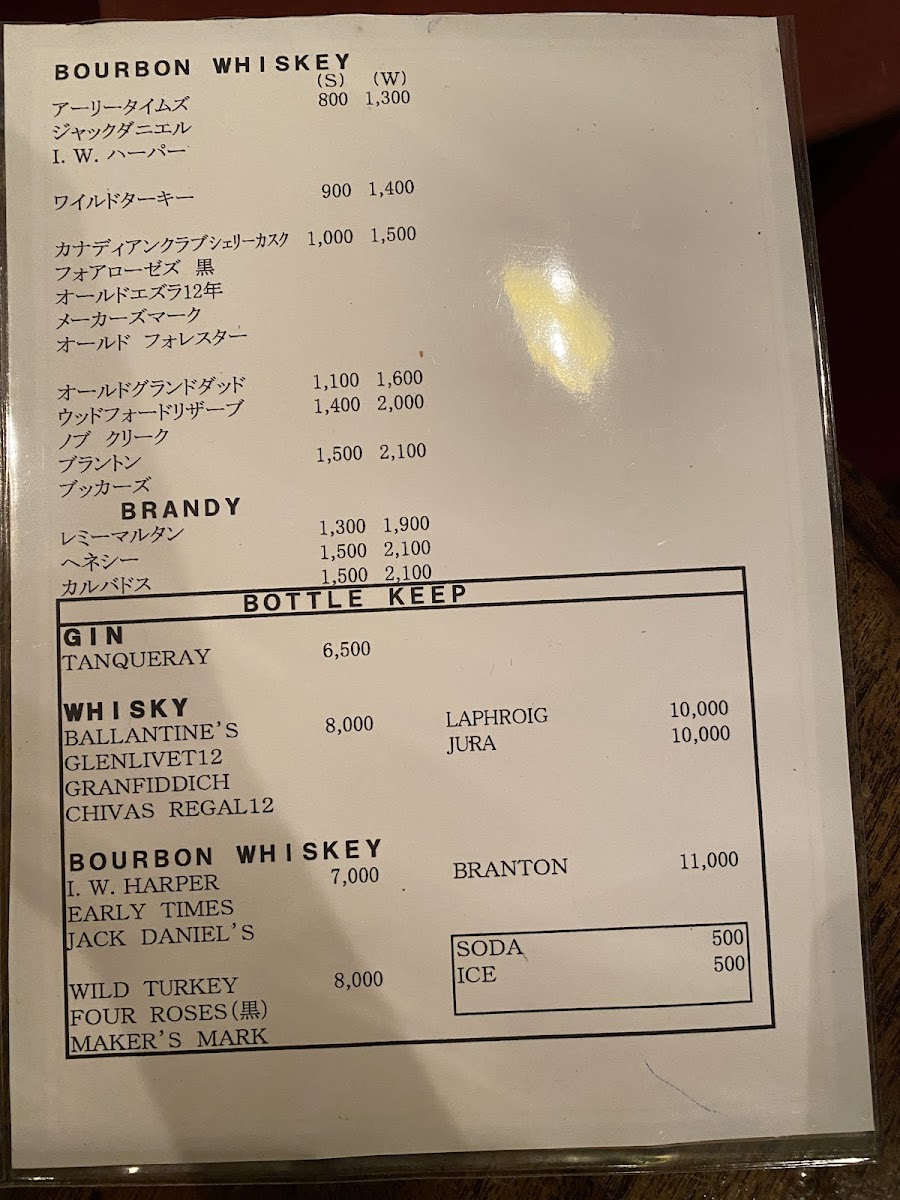 BOURBON WHISKEY
(S) (W)
アーリータイムズ 800 1,300
ジャックダニエル
I. W. ハーパー
ワイルドターキー 900 1,400
カナディアンクラブシェリーカスク 1,000 1,500
フォアローゼズ 黒
オールドエズラ12年
メーカーズマーク
オールド フォレスター
オールドグランドダッド 1,100 1,600
ウッドフォードリザーブ 1,400 2,000
ノブ クリーク
ブラントン 1,500 2,100
ブッカーズ
BRANDY
レミーマルタン 1,300 1,900
ヘネシー 1,500 2,100
カルバドス 1,500 2,100
BOTTLE KEEP
GIN
TANQUERAY 6,500
WHISKY
BALLANTINE'S 8,000 LAPHROIG 10,000
GLENLIVET12 JURA 10,000
GRANFIDDICH
CHIVAS REGAL12
BOURBON WHISKEY
I. W. HARPER 7,000 BRANTON 11,000
EARLY TIMES
JACK DANIEL'S SODA 500
ICE 500
WILD TURKEY 8,000
FOUR ROSES(黒)
MAKER'S MARK